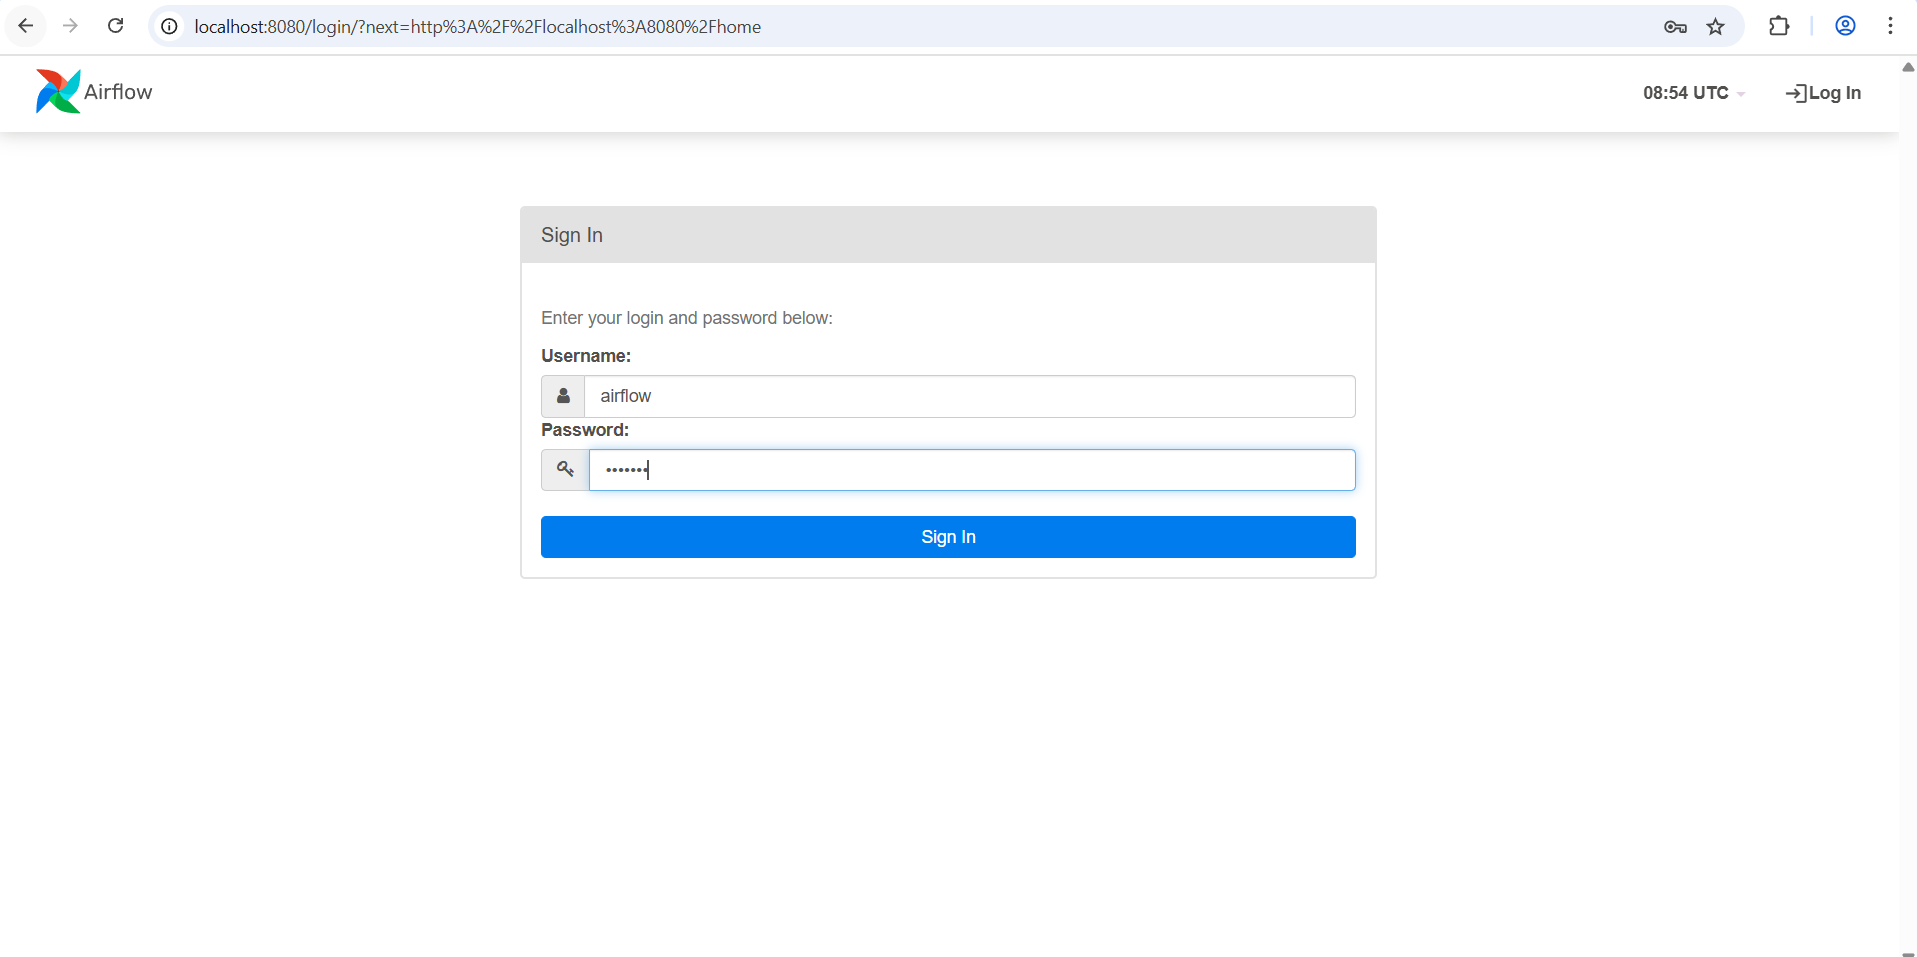 localhost:8080/login/?next=http%3A%2F%2Flocalhost%3A8080%2Fhome
Airflow
08:54 UTC
Log In
Sign In
Enter your login and password below:
Username:
airflow
Password:
•••••••
Sign In